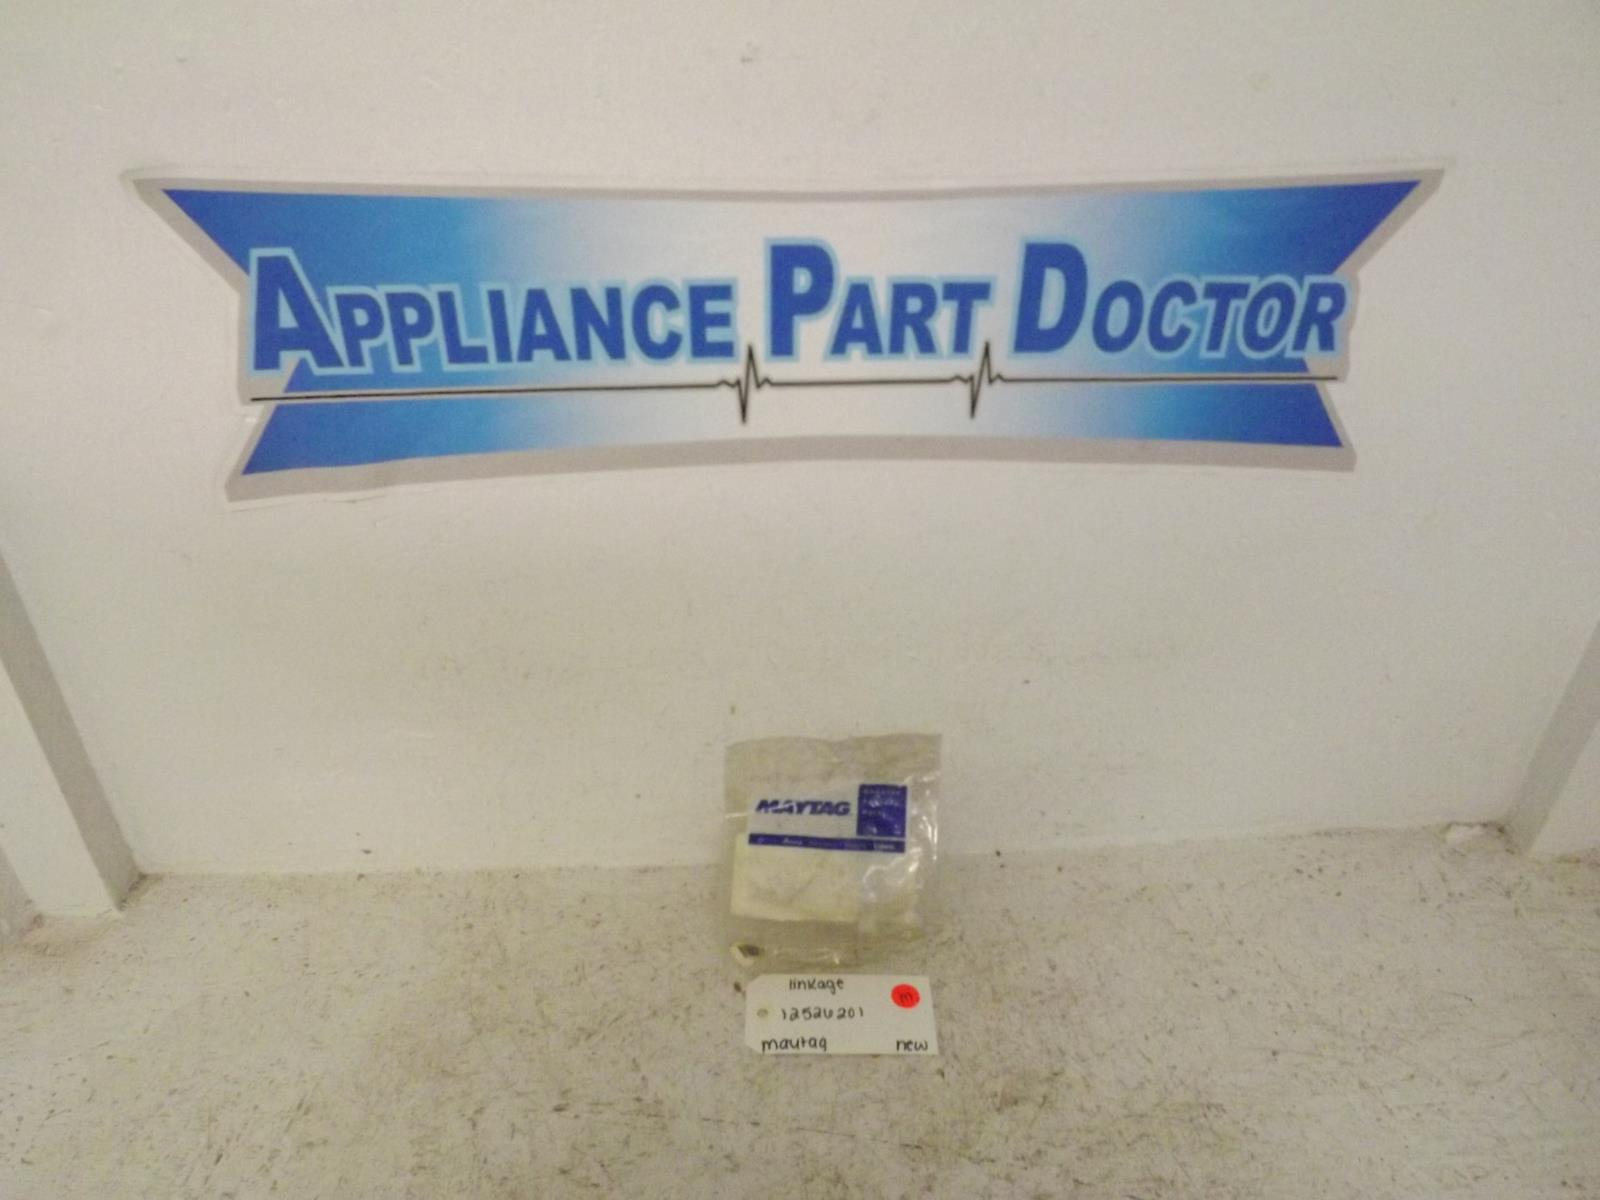 APPLIANCE PART DOCTOR
MAYTAG
linkage
m
12526201
maytag new